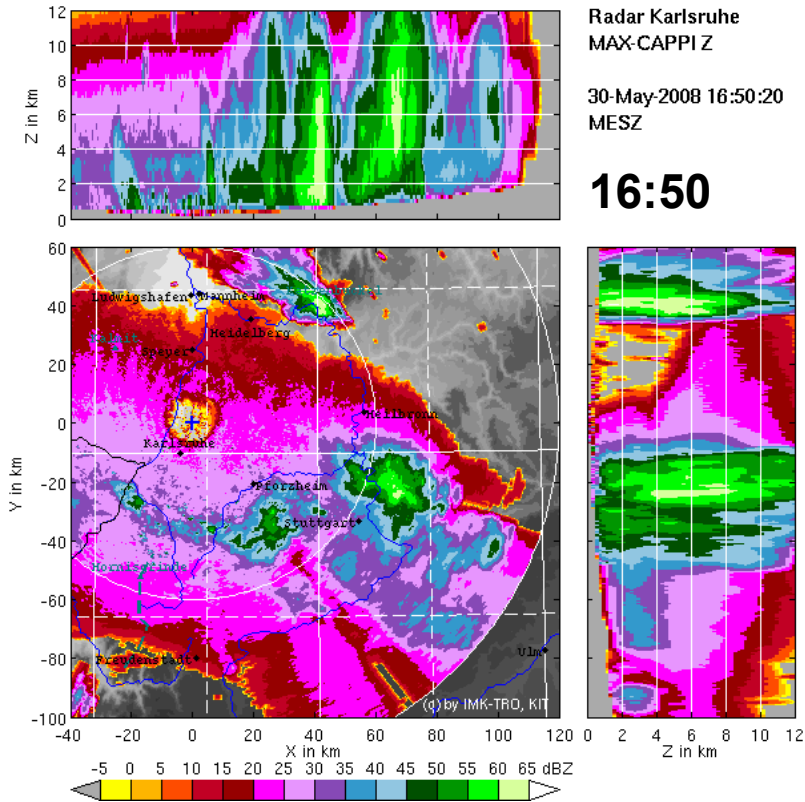 Radar Karlsruhe
MAX-CAPPI Z
30-May-2008 16:50:20
MESZ
16:50
12
10
8
6
4
2
0
Z in km
60
40
20
0
-20
-40
-60
-80
-100
Y in km
Ludwigshafen
Mannheim
Heidelberg
Speyer
Heilbronn
Karlsruhe
Pforzheim
Stuttgart
Freudenstadt
Ulm
(c) by IMK-TRO, KIT
-40 -20 0 20 40 60 80 100 120
X in km
0 2 4 6 8 10 12
Z in km
-5 0 5 10 15 20 25 30 35 40 45 50 55 60 65 dBZ